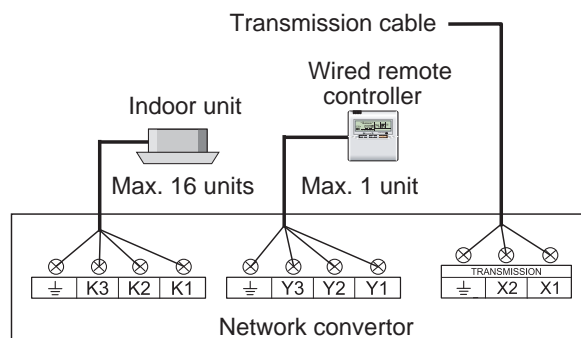 Transmission cable
Wired remote
controller
Indoor unit
Max. 16 units
Max. 1 unit
TRANSMISSION
K3 K2 K1
Y3 Y2 Y1
X2 X1
Network convertor